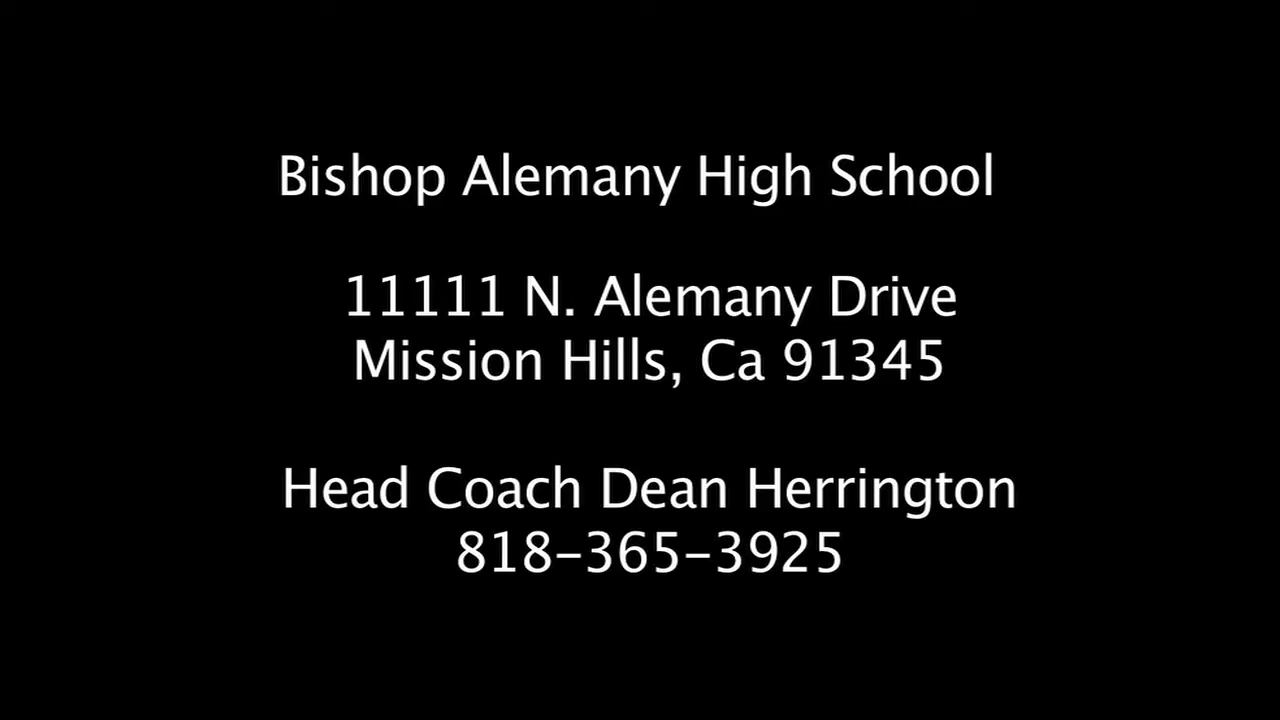 Bishop Alemany High School
11111 N. Alemany Drive
Mission Hills, Ca 91345
Head Coach Dean Herrington
818-365-3925